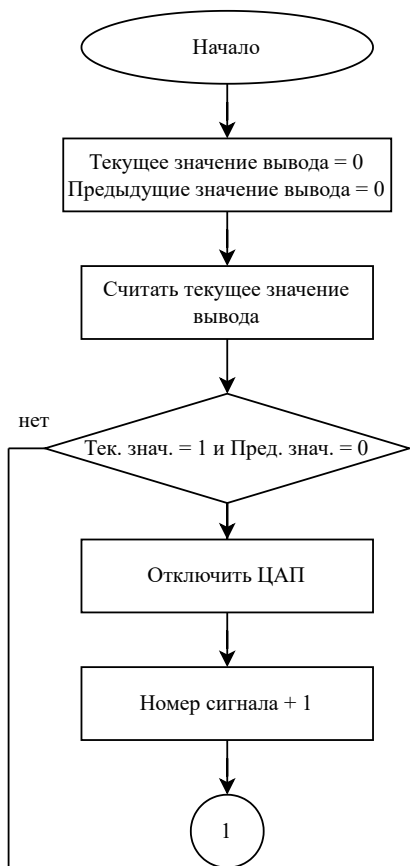 Начало
Текущее значение вывода = 0
Предыдущие значение вывода = 0
Считать текущее значение
вывода
нет
Тек. знач. = 1 и Пред. знач. = 0
Отключить ЦАП
Номер сигнала + 1
1